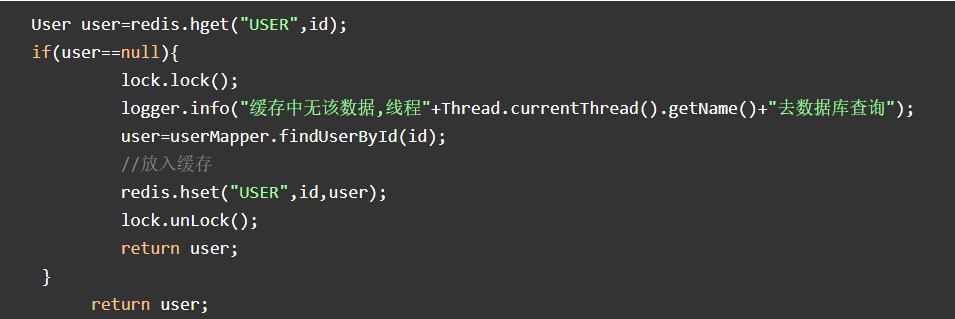 User user=redis.hget("USER",id);
if(user==null){
lock.lock();
logger.info("缓存中无该数据,线程"+Thread.currentThread().getName()+"去数据库查询");
user=userMapper.findUserById(id);
//放入缓存
redis.hset("USER",id,user);
lock.unLock();
return user;
}
return user;